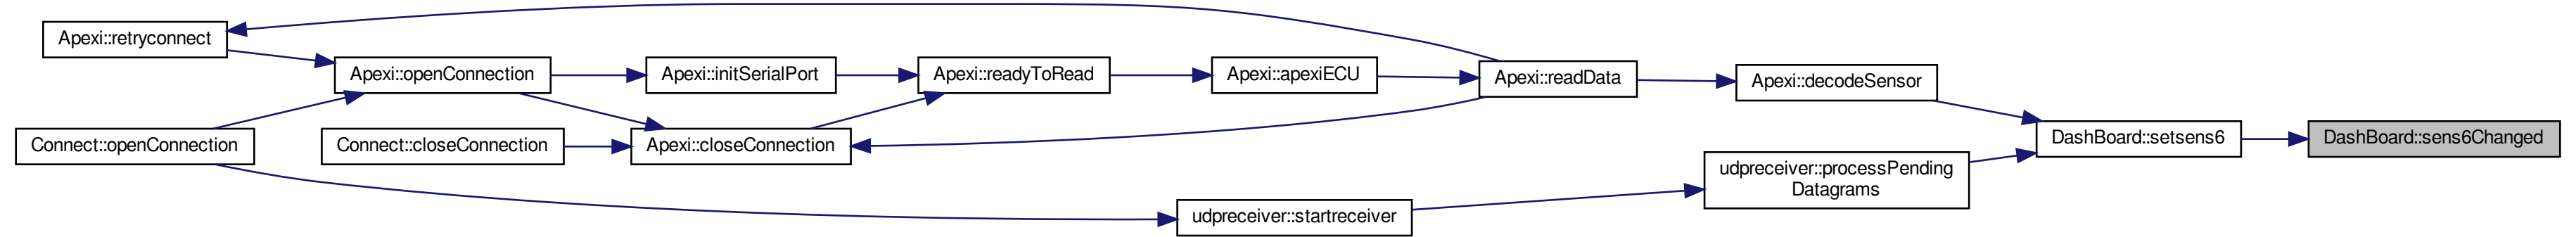 Apexi::retryconnect
Apexi::openConnection
Apexi::initSerialPort
Apexi::readyToRead
Apexi::apexiECU
Apexi::readData
Apexi::decodeSensor
Connect::openConnection
Connect::closeConnection
Apexi::closeConnection
DashBoard::setsens6
DashBoard::sens6Changed
udpreceiver::processPending
Datagrams
udpreceiver::startreceiver